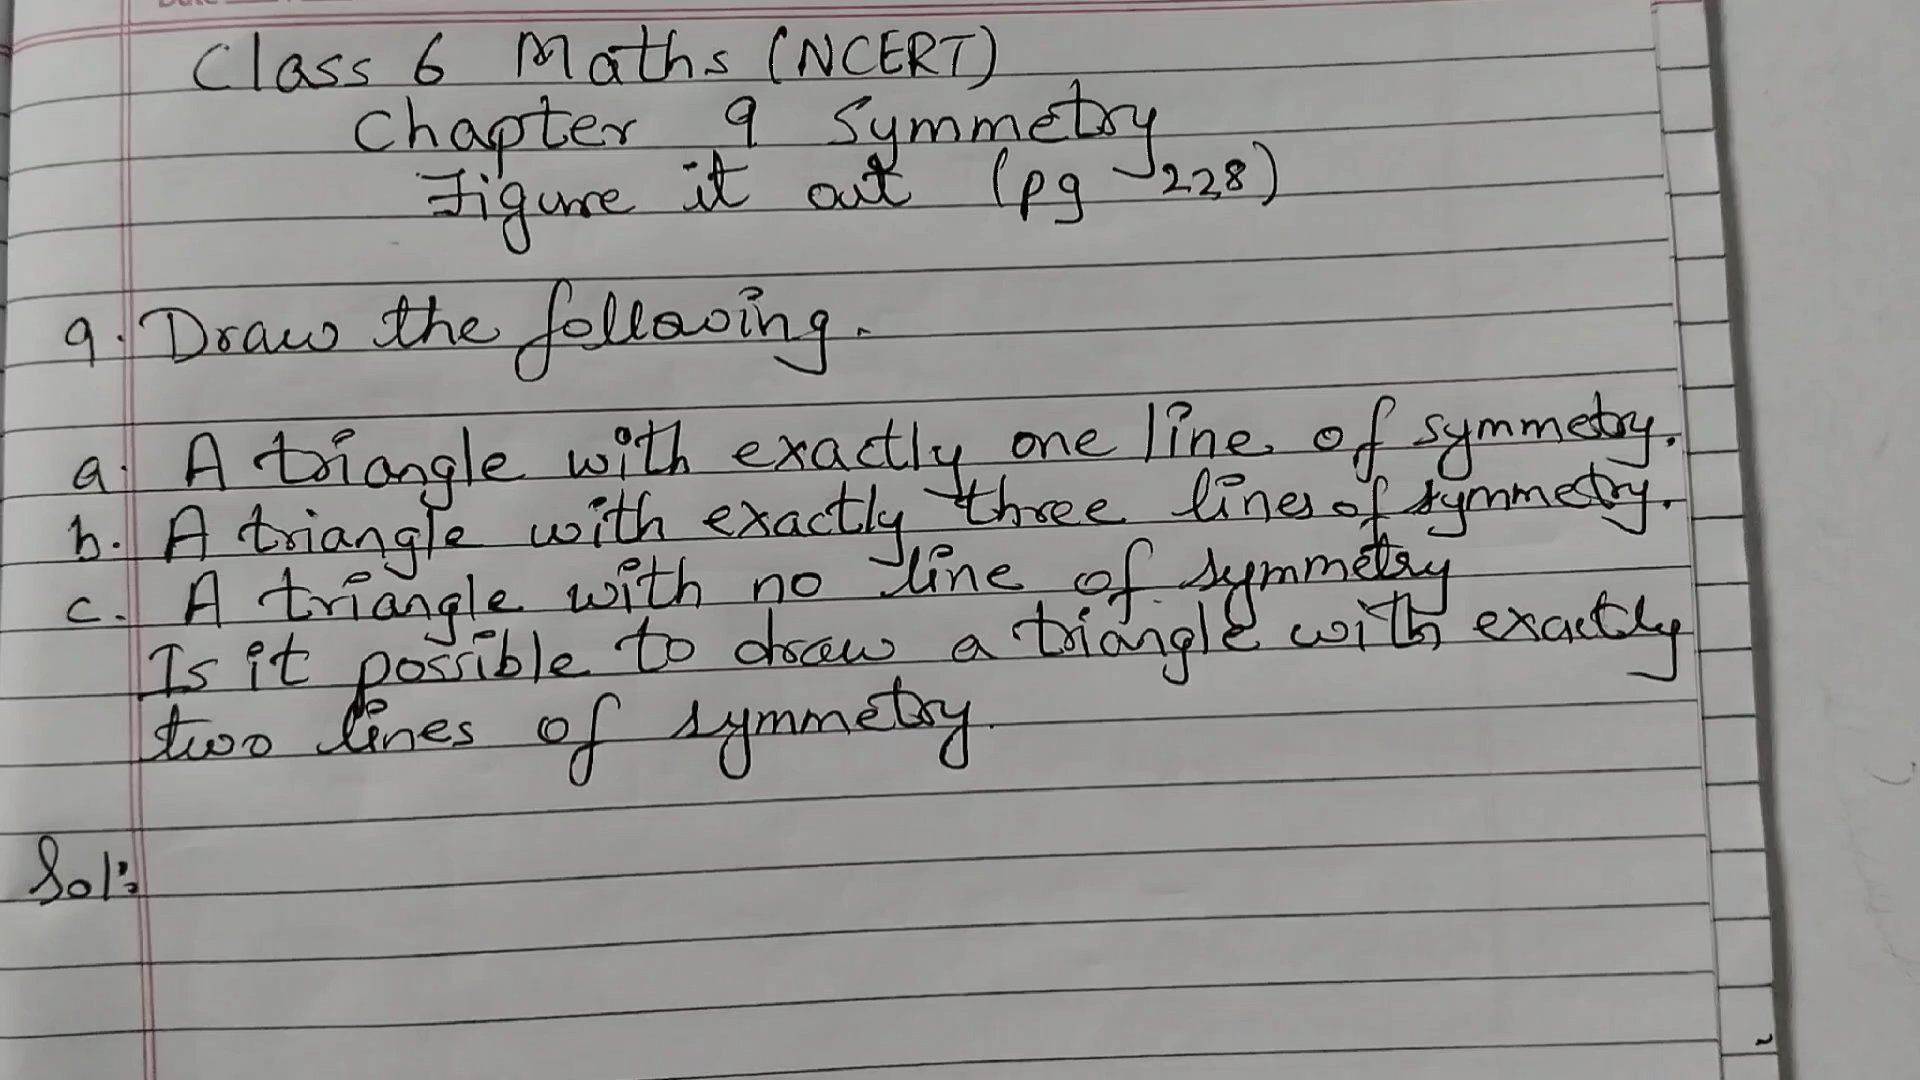 Class 6 Maths (NCERT)
Chapter 9 Symmetry
Figure it out (pg 228)
9. Draw the following.
a. A triangle with exactly one line of symmetry.
b. A triangle with exactly three lines of symmetry.
c. A triangle with no line of symmetry
Is it possible to draw a triangle with exactly
two lines of symmetry.
Sol: